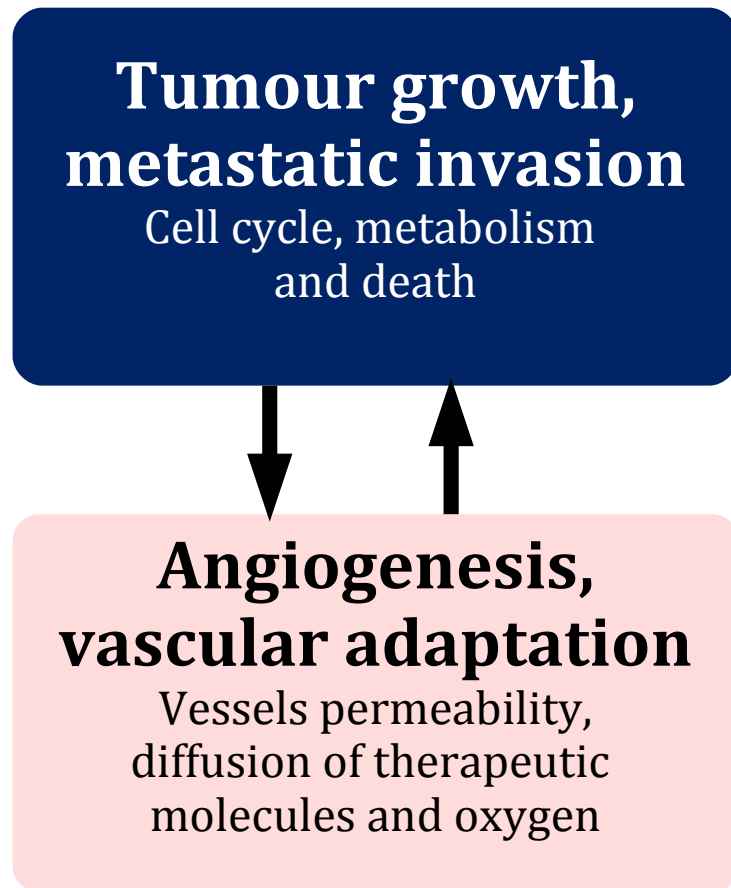 Tumour growth,
metastatic invasion
Cell cycle, metabolism
and death
Angiogenesis,
vascular adaptation
Vessels permeability,
diffusion of therapeutic
molecules and oxygen